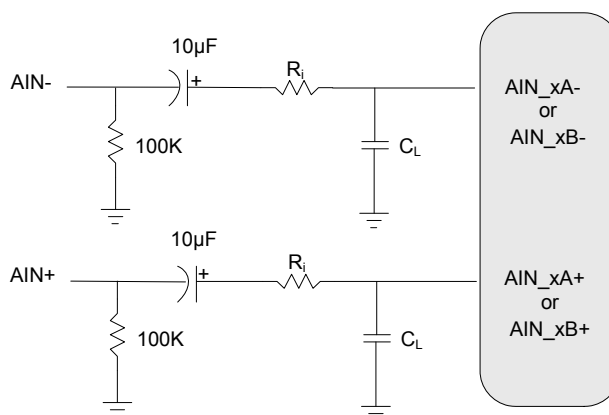 10µF
AIN-
+
Ri
100K
CL
AIN_xA-
or
AIN_xB-
10µF
AIN+
+
Ri
100K
CL
AIN_xA+
or
AIN_xB+